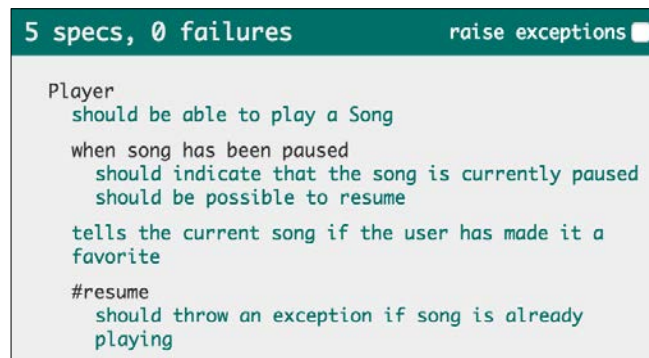 5 specs, 0 failures
raise exceptions
Player
should be able to play a Song
when song has been paused
should indicate that the song is currently paused
should be possible to resume
tells the current song if the user has made it a
favorite
#resume
should throw an exception if song is already
playing